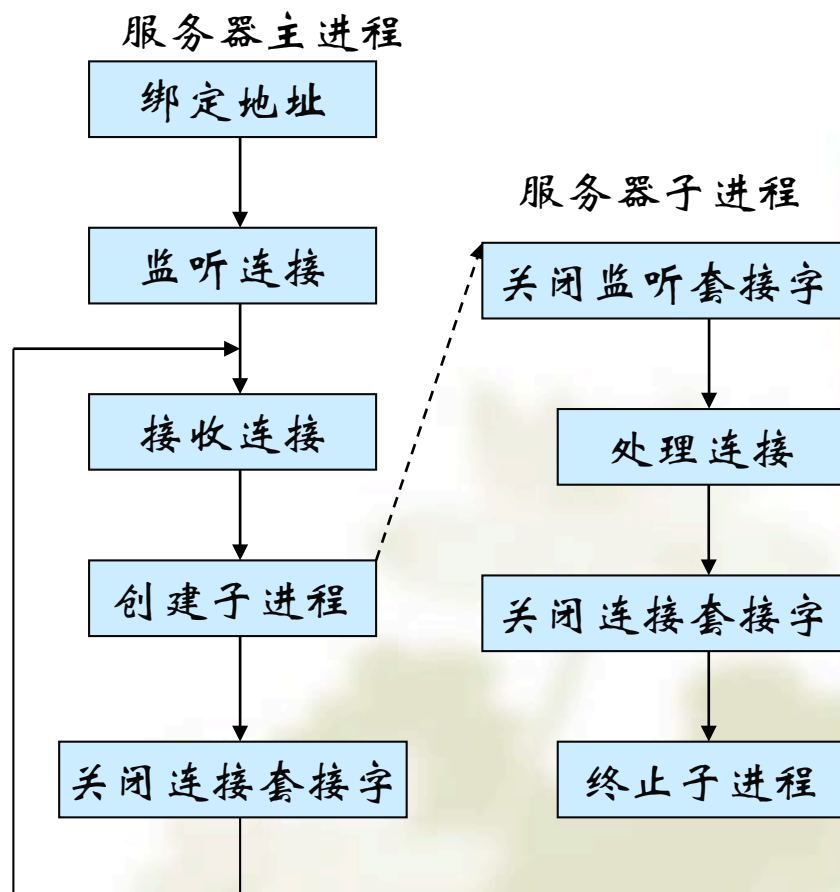 服务器主进程
绑定地址
监听连接
接收连接
创建子进程
关闭连接套接字
服务器子进程
关闭监听套接字
处理连接
关闭连接套接字
终止子进程